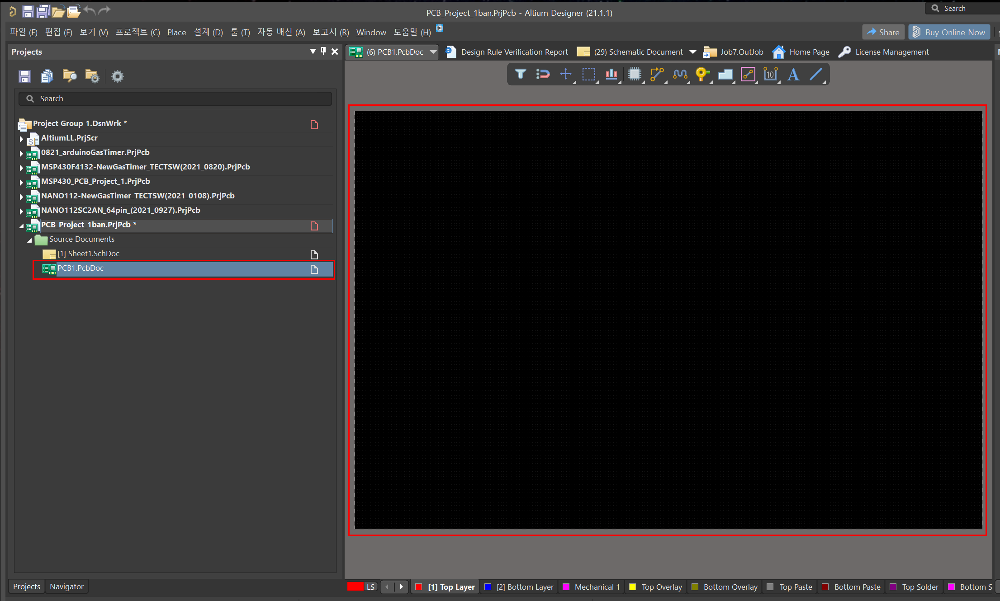 PCB_Project_1ban.PrjPcb - Altium Designer (21.1.1)
Search
파일 (F) 편집 (E) 보기 (V) 프로젝트 (C) Place 설계 (D) 툴 (T) 자동 배선 (A) 보고서 (R) Window 도움말 (H)
Share
Buy Online Now
Projects
(6) PCB1.PcbDoc
Design Rule Verification Report
(29) Schematic Document
Job7.OutJob
Home Page
License Management
10
A
Search
Project Group 1.DsnWrk *
AltiumLL.PrjScr
0821_arduinoGasTimer.PrjPcb
MSP430F4132-NewGasTimer_TECTSW(2021_0820).PrjPcb
MSP430_PCB_Project_1.PrjPcb
NANO112-NewGasTimer_TECTSW(2021_0108).PrjPcb
NANO112SC2AN_64pin_(2021_0927).PrjPcb
PCB_Project_1ban.PrjPcb *
Source Documents
[1] Sheet1.SchDoc
PCB1.PcbDoc
Projects
Navigator
LS
[1] Top Layer
[2] Bottom Layer
Mechanical 1
Top Overlay
Bottom Overlay
Top Paste
Bottom Paste
Top Solder
Bottom S